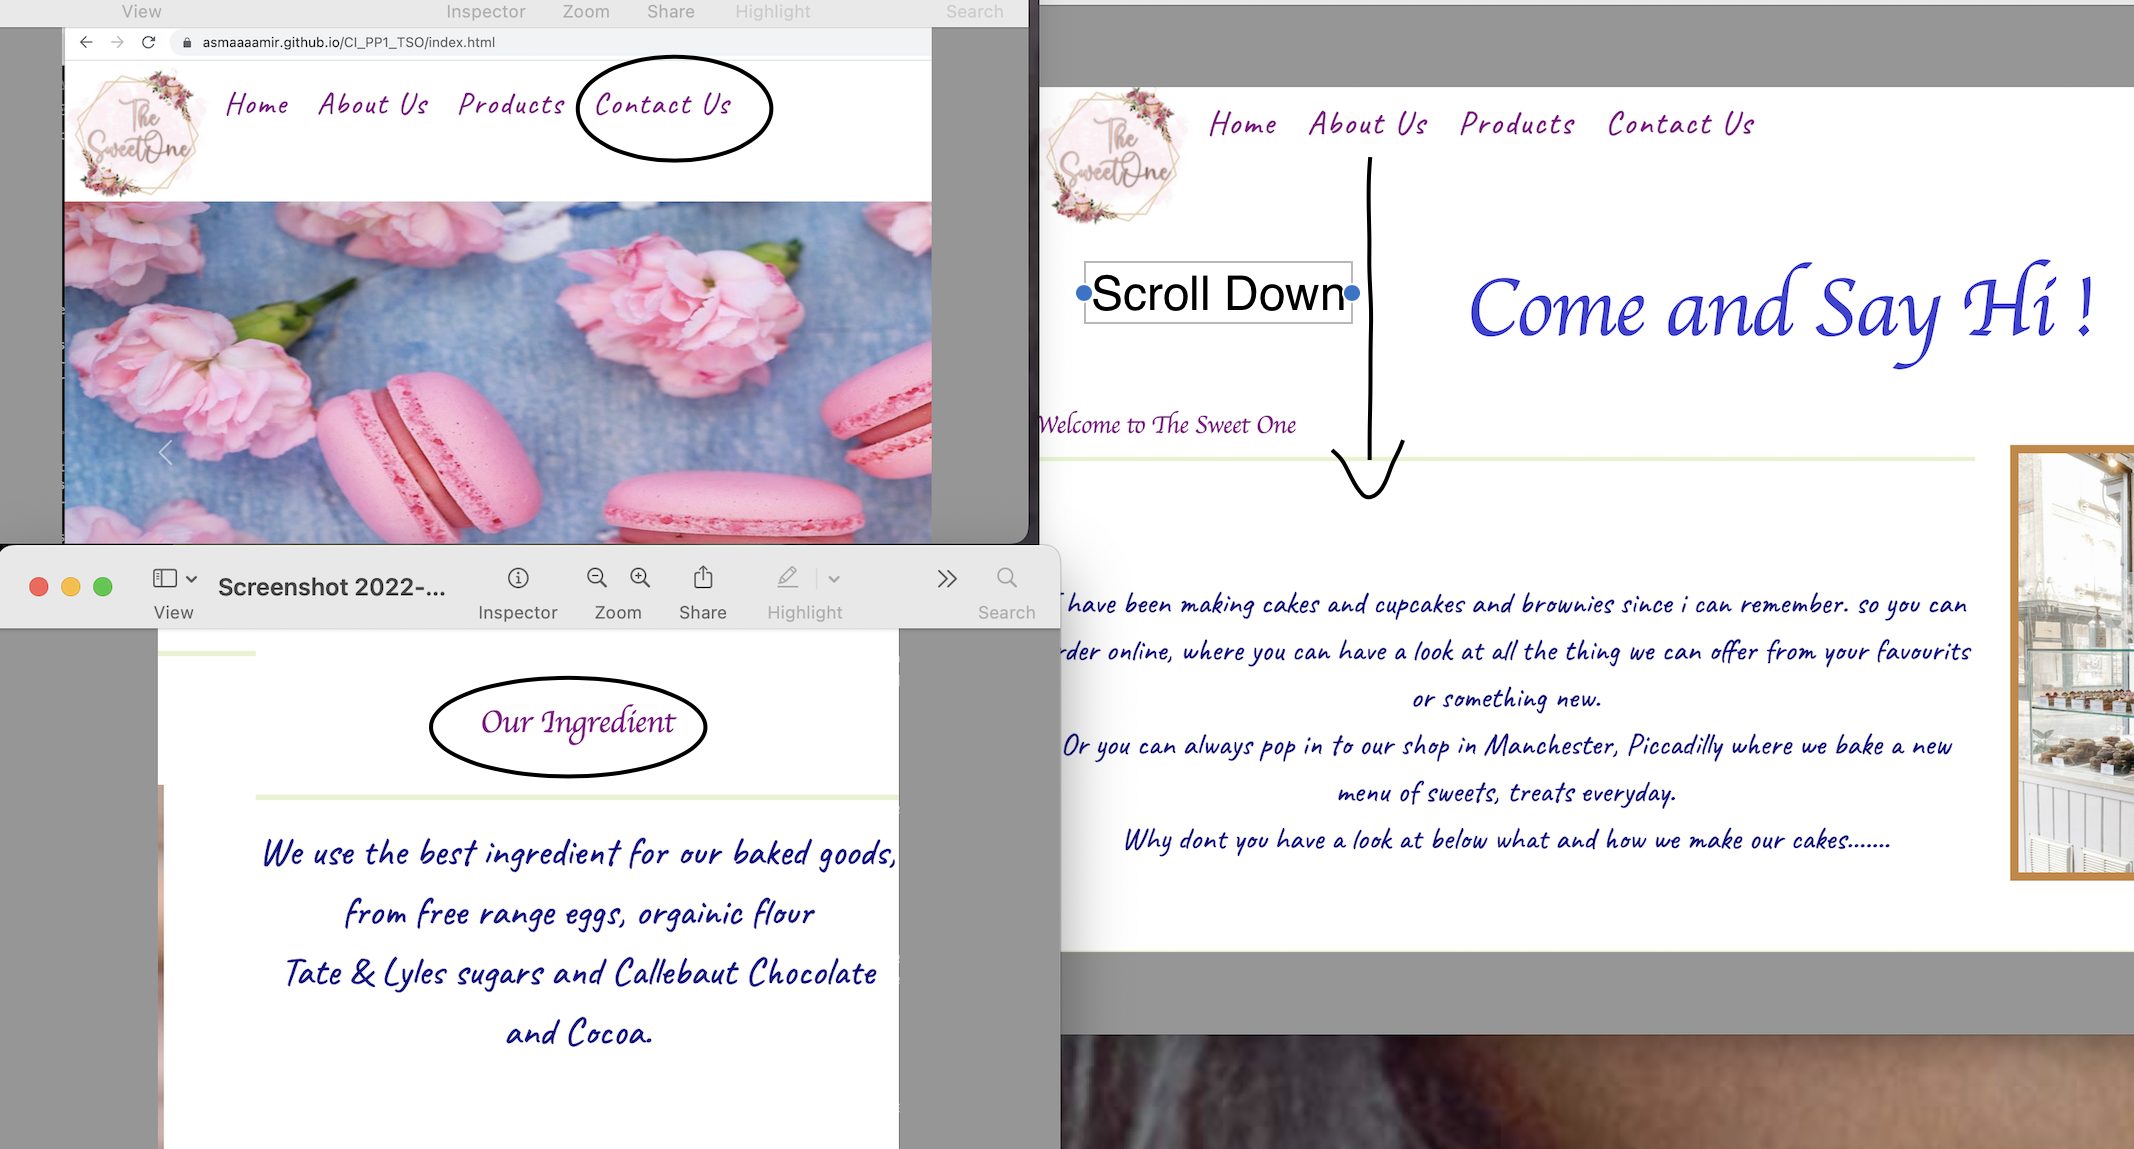 View
Inspector
Zoom
Share
Highlight
Search
asmaaaamir.github.io/CI_PP1_TSO/index.html
The
SweetOne
Home
About Us
Products
Contact Us
Screenshot 2022-...
View
Inspector
Zoom
Share
Highlight
Search
Our Ingredient
We use the best ingredient for our baked goods,
from free range eggs, orgainic flour
Tate & Lyles sugars and Callebaut Chocolate
and Cocoa.
The
SweetOne
Home
About Us
Products
Contact Us
Scroll Down
Come and Say Hi !
Welcome to The Sweet One
have been making cakes and cupcakes and brownies since i can remember. so you can
rder online, where you can have a look at all the thing we can offer from your favourits
or something new.
Or you can always pop in to our shop in Manchester, Piccadilly where we bake a new
menu of sweets, treats everyday.
Why dont you have a look at below what and how we make our cakes.......